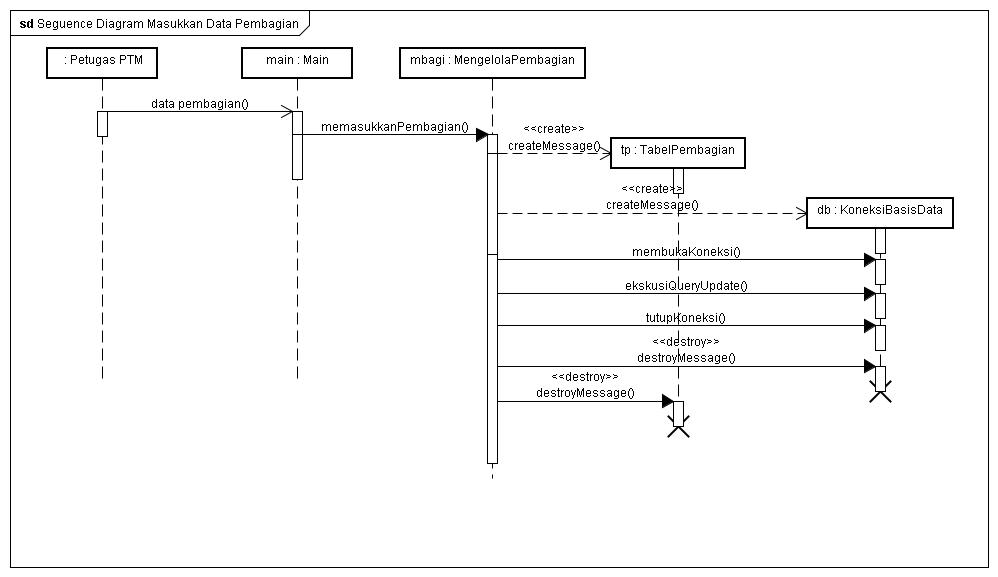 sd Seguence Diagram Masukkan Data Pembagian
: Petugas PTM
main : Main
mbagi : MengelolaPembagian
data pembagian()
memasukkanPembagian()
<<create>>
createMessage()
tp : TabelPembagian
<<create>>
createMessage()
db : KoneksiBasisData
membukaKoneksi()
ekskusiQueryUpdate()
tutupKoneksi()
<<destroy>>
destroyMessage()
<<destroy>>
destroyMessage()